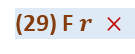 (29) F r ×